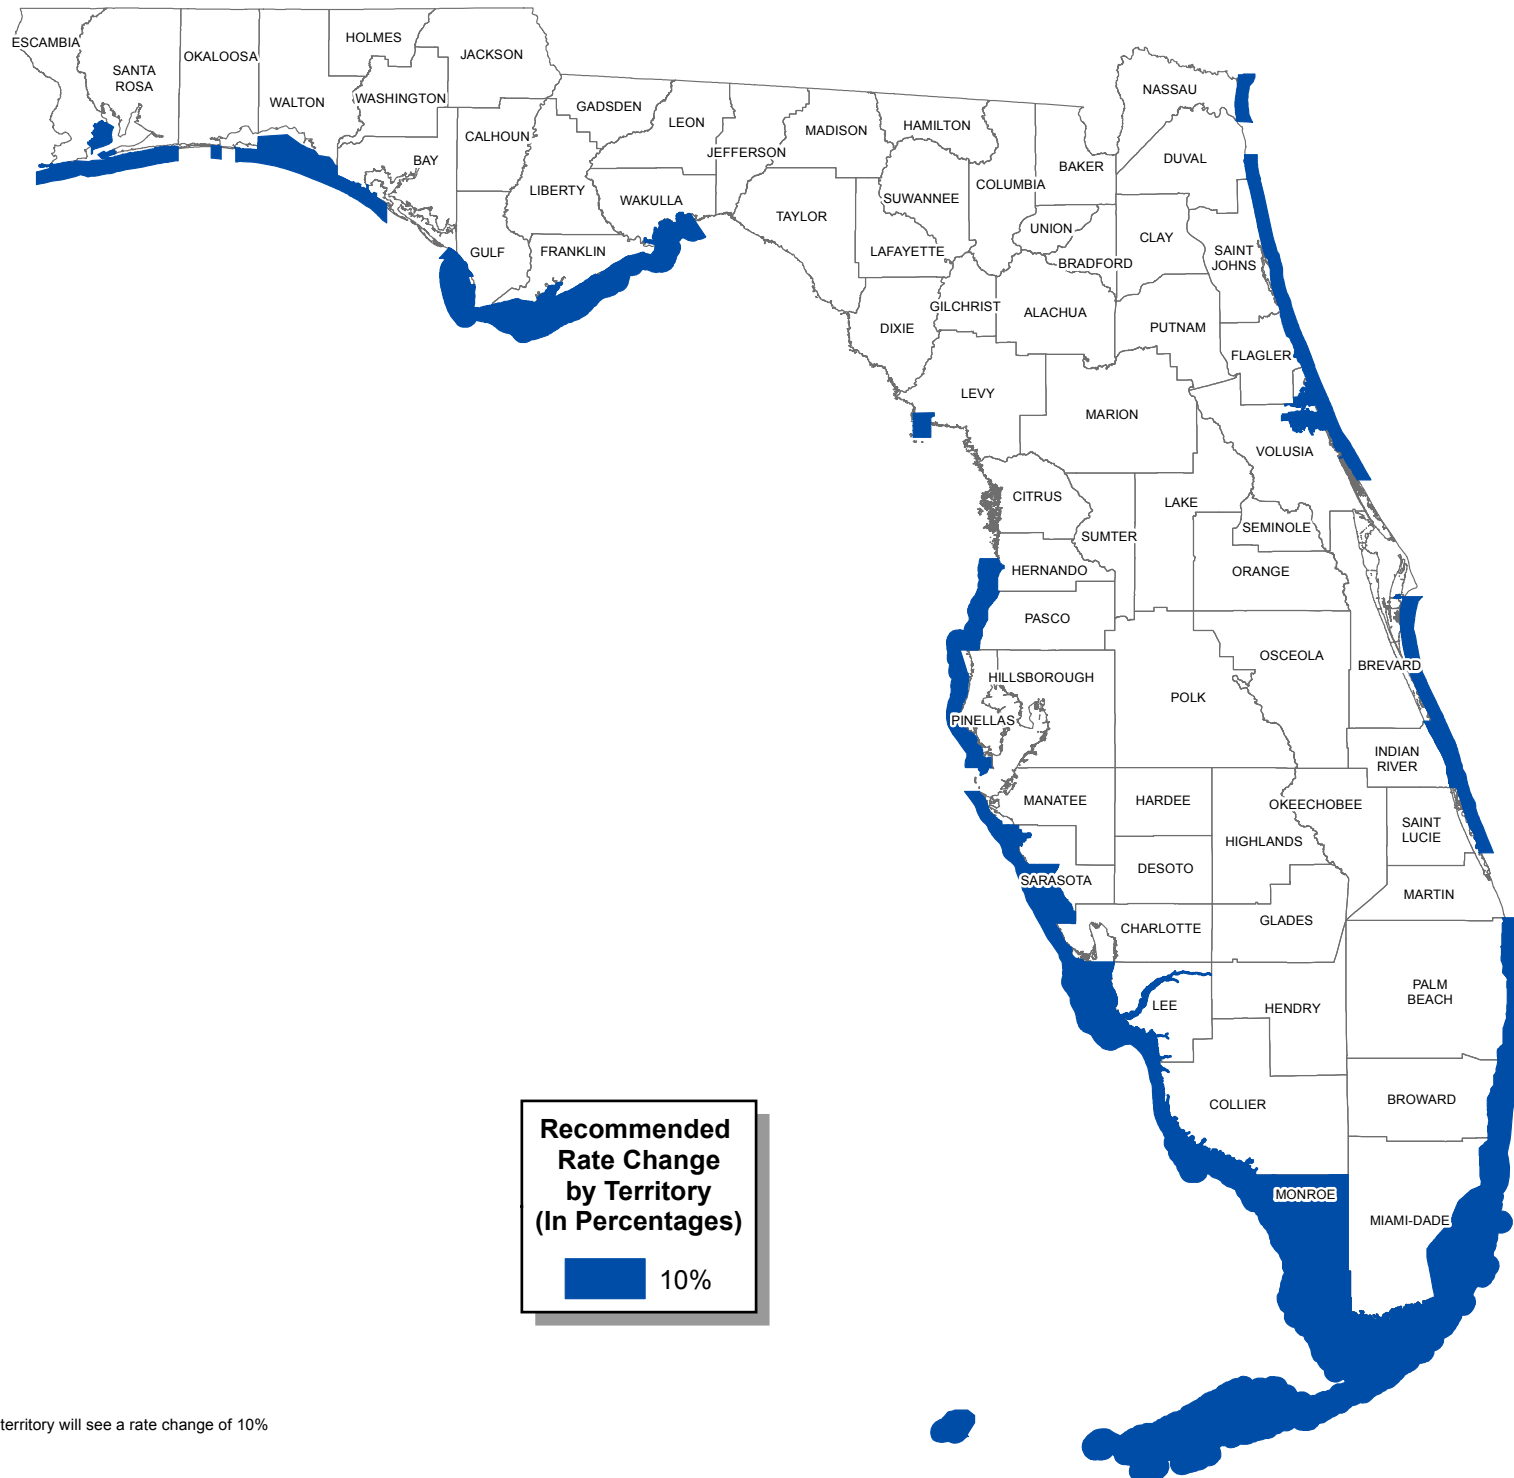 ESCAMBIA
SANTA
ROSA
OKALOOSA
WALTON
HOLMES
WASHINGTON
JACKSON
BAY
CALHOUN
GULF
GADSDEN
LIBERTY
FRANKLIN
LEON
WAKULLA
JEFFERSON
MADISON
TAYLOR
HAMILTON
SUWANNEE
LAFAYETTE
DIXIE
GILCHRIST
COLUMBIA
BAKER
UNION
BRADFORD
ALACHUA
NASSAU
DUVAL
CLAY
SAINT
JOHNS
PUTNAM
FLAGLER
LEVY
MARION
VOLUSIA
CITRUS
SUMTER
LAKE
SEMINOLE
ORANGE
HERNANDO
PASCO
OSCEOLA
BREVARD
HILLSBOROUGH
POLK
PINELLAS
INDIAN
RIVER
MANATEE
HARDEE
OKEECHOBEE
HIGHLANDS
SAINT
LUCIE
SARASOTA
DESOTO
MARTIN
CHARLOTTE
GLADES
LEE
HENDRY
PALM
BEACH
COLLIER
BROWARD
MONROE
MIAMI-DADE
Recommended
Rate Change
by Territory
(In Percentages)
10%
territory will see a rate change of 10%